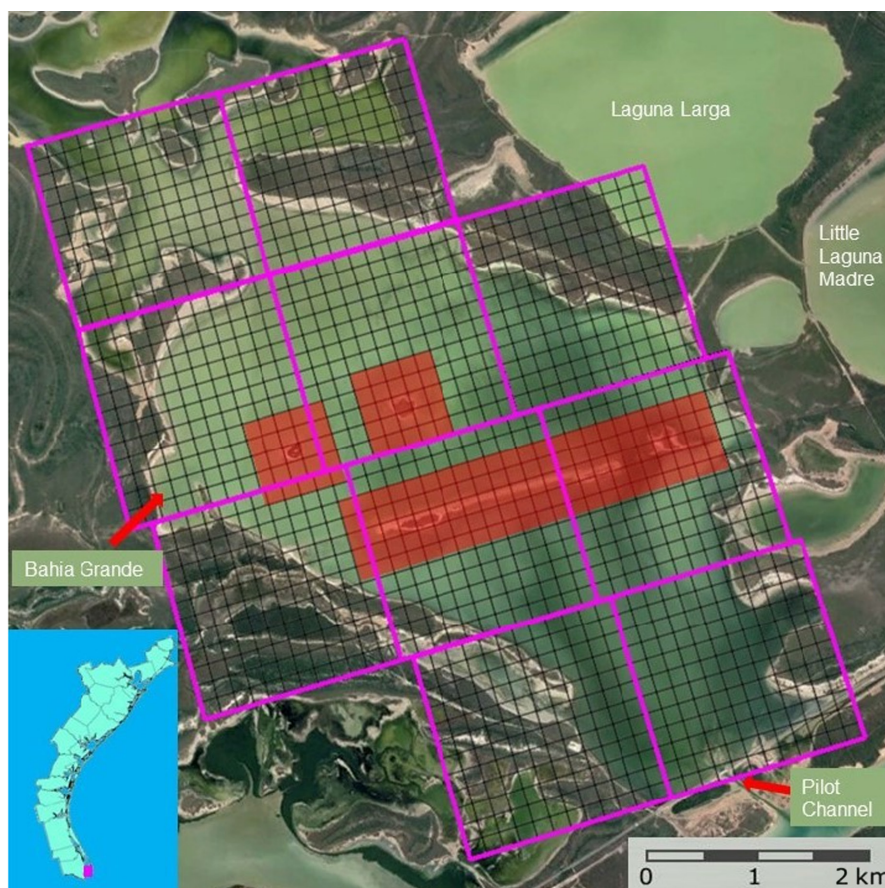 Laguna Larga
Little
Laguna
Madre
Bahia Grande
Pilot
Channel
0 1 2 km